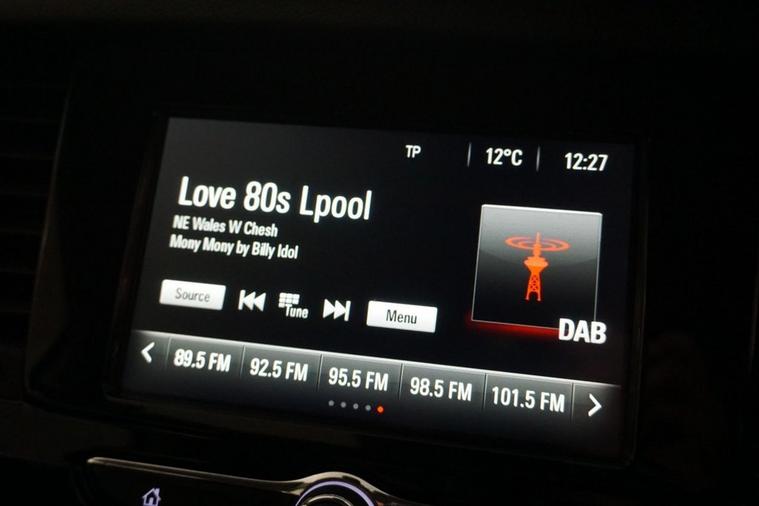 TP 12°C 12:27
Love 80s Lpool
NE Wales W Chesh
Mony Mony by Billy Idol
Source Tune Menu
DAB
89.5 FM 92.5 FM 95.5 FM 98.5 FM 101.5 FM